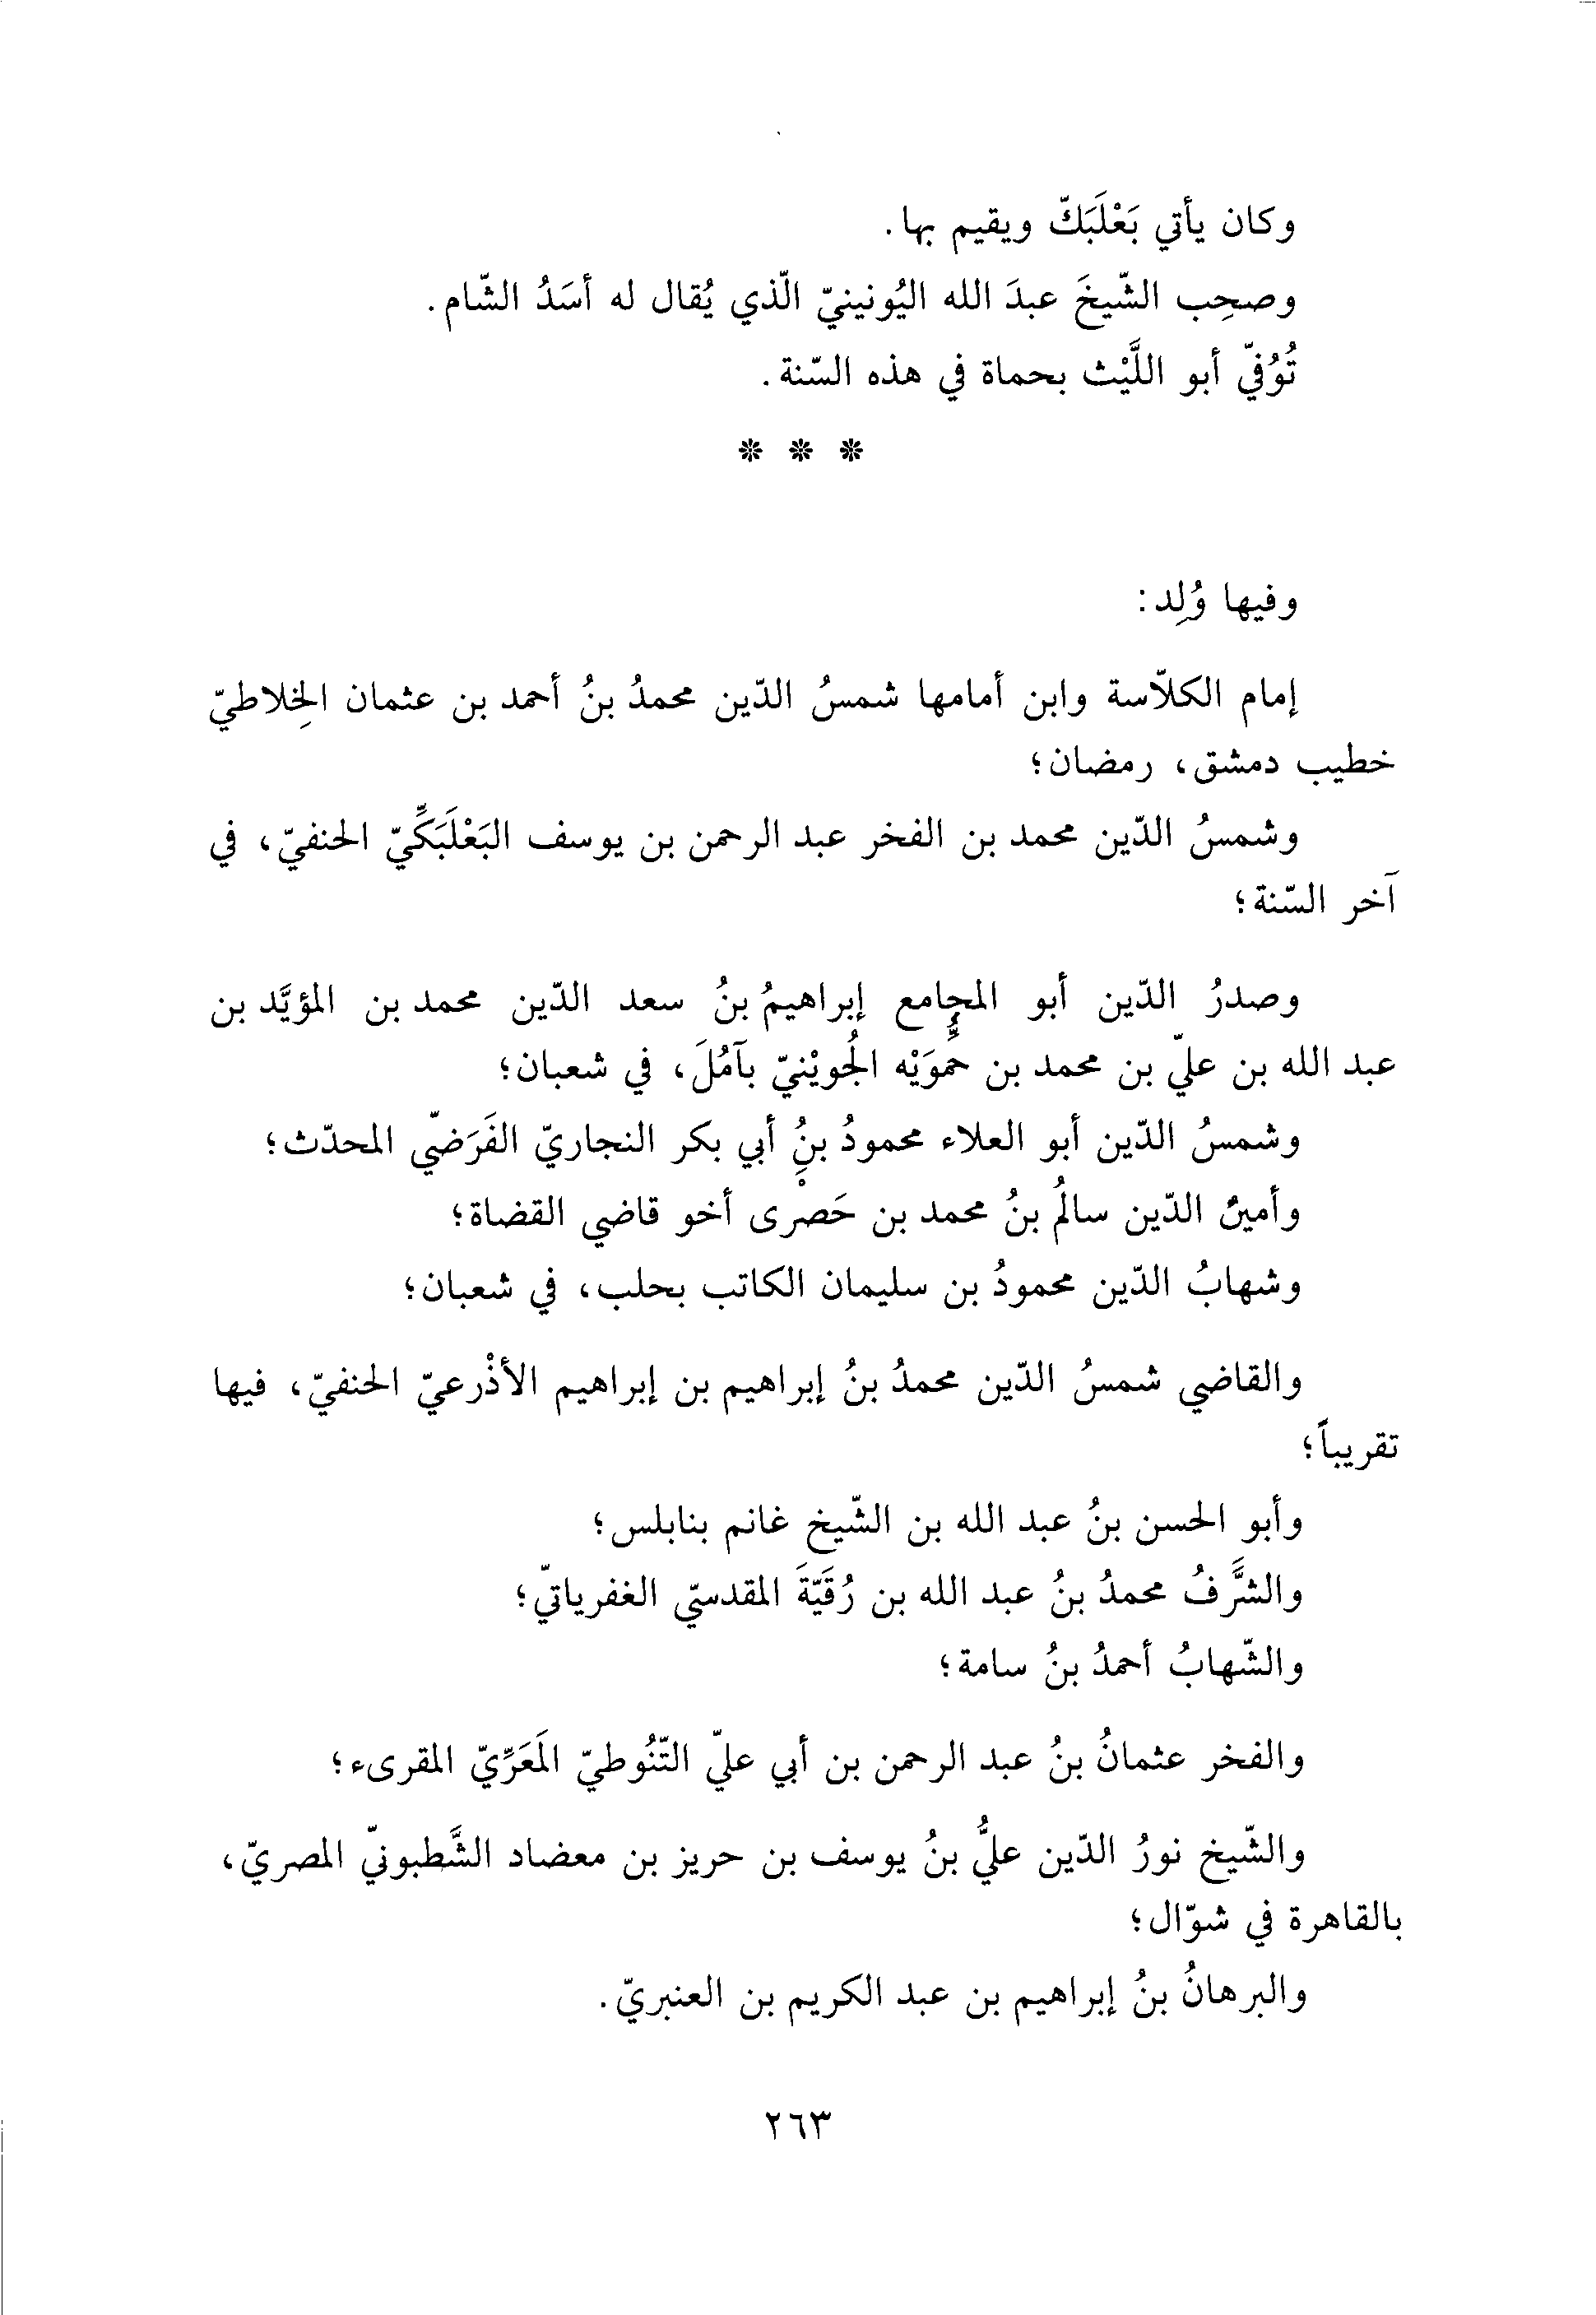 وكان يأتي بَعْلَبَكّ ويقيم بها.
وصحِب الشّيخَ عبدَ الله اليُونينيّ الّذي يُقال له أسَدُ الشّام.
تُوُفيّ أبو اللَّيْث بحماة في هذه السّنة.
* * *
وفيها وُلِد:
إمام الكلاّسة وابن أمامها شمسُ الدّين محمدُ بنُ أحمد بن عثمان الخِلاطيّ
خطيب دمشق، رمضان؛
وشمسُ الدّين محمد بن الفخر عبد الرحمن بن يوسف البَعْلَبَكِّيّ الحنفيّ، في
آخر السّنة؛
وصدرُ الدّين أبو المجامع إبراهيمُ بنُ سعد الدّين محمد بن المؤيَّد بن
عبد الله بن عليّ بن محمد بن حَمُّوَيْه الجُويْنيّ بآمُلَ، في شعبان؛
وشمسُ الدّين أبو العلاء محمودُ بنُ أبي بكر النجاريّ الفَرَضيّ المحدّث؛
وأمينُ الدّين سالمُ بنُ محمد بن حَصْرى أخو قاضي القضاة؛
وشهابُ الدّين محمودُ بن سليمان الكاتب بحلب، في شعبان؛
والقاضي شمسُ الدّين محمدُ بنُ إبراهيم بن إبراهيم الأذْرعيّ الحنفيّ، فيها
تقريباً؛
وأبو الحسن بنُ عبد الله بن الشّيخ غانم بنابلس؛
والشَّرَفُ محمدُ بنُ عبد الله بن رُقَيّةَ المقدسيّ الغفرياتيّ؛
والشّهابُ أحمدُ بنُ سامة؛
والفخر عثمانُ بنُ عبد الرحمن بن أبي عليّ التّنُوطيّ المَعَرِّيّ المقرىء؛
والشّيخ نورُ الدّين عليُّ بنُ يوسف بن حريز بن معضاد الشَّطبونيّ المصريّ،
بالقاهرة في شوّال؛
والبرهانُ بنُ إبراهيم بن عبد الكريم بن العنبريّ.
٢٦٣